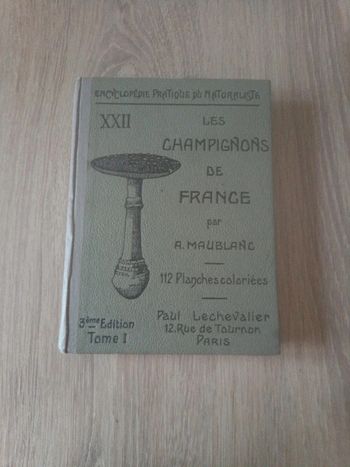 ENCYCLOPÉDIE PRATIQUE DU NATURALISTE
XXII
LES
CHAMPIGNONS
DE
FRANCE
par
A. MAUBLANC
112 Planches coloriées
3ème Edition
Tome I
Paul Lechevalier
12. Rue de Tournon
PARIS